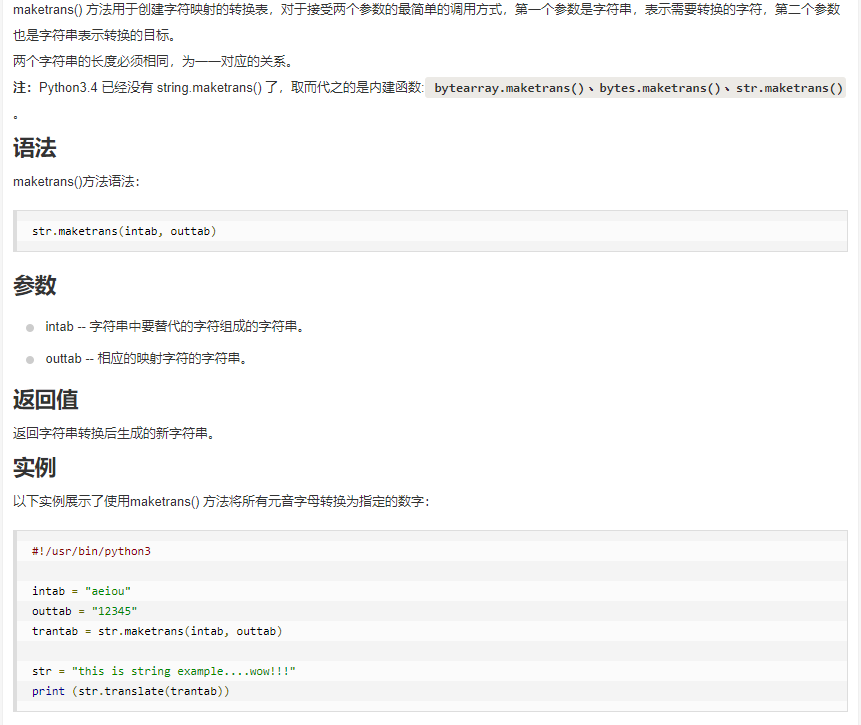 maketrans() 方法用于创建字符映射的转换表，对于接受两个参数的最简单的调用方式，第一个参数是字符串，表示需要转换的字符，第二个参数
也是字符串表示转换的目标。
两个字符串的长度必须相同，为一一对应的关系。
注：Python3.4 已经没有 string.maketrans() 了，取而代之的是内建函数: bytearray.maketrans()、bytes.maketrans()、str.maketrans()
。
语法
maketrans()方法语法：
str.maketrans(intab, outtab)
参数
intab -- 字符串中要替代的字符组成的字符串。
outtab -- 相应的映射字符的字符串。
返回值
返回字符串转换后生成的新字符串。
实例
以下实例展示了使用maketrans() 方法将所有元音字母转换为指定的数字：
#!/usr/bin/python3
intab = "aeiou"
outtab = "12345"
trantab = str.maketrans(intab, outtab)
str = "this is string example....wow!!!"
print (str.translate(trantab))